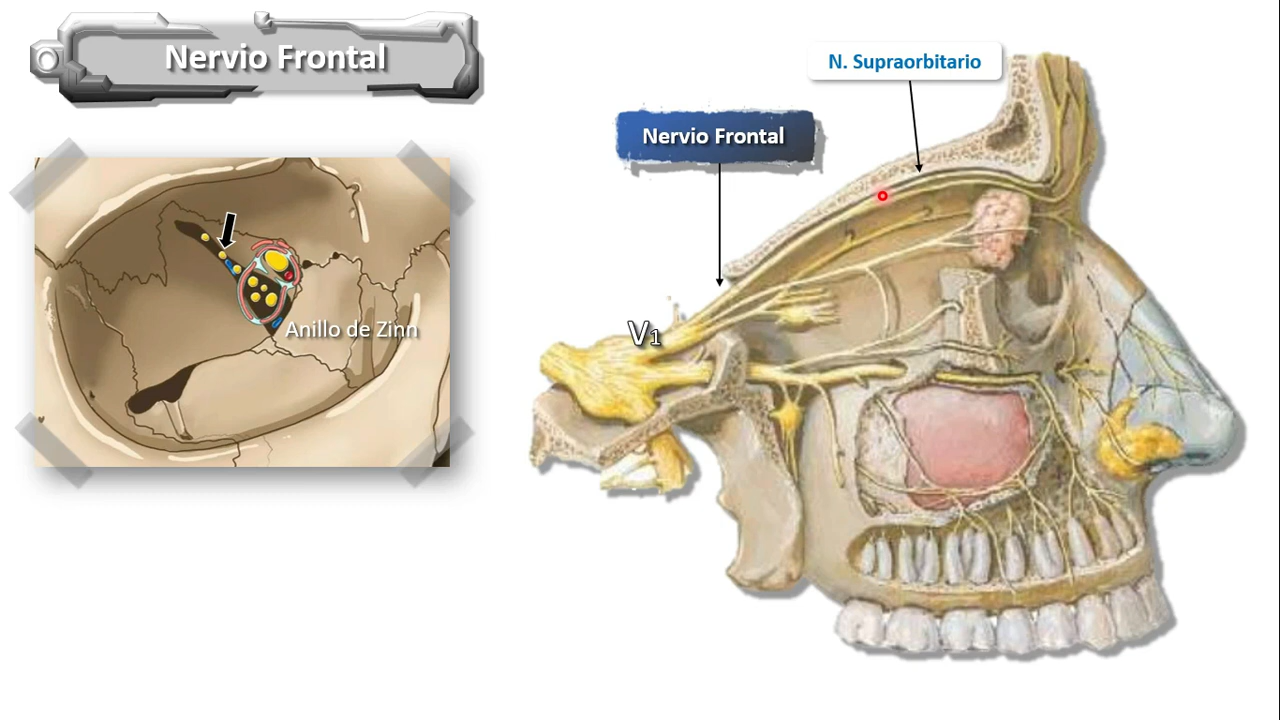 Nervio Frontal
N. Supraorbitario
Nervio Frontal
V1
Anillo de Zinn